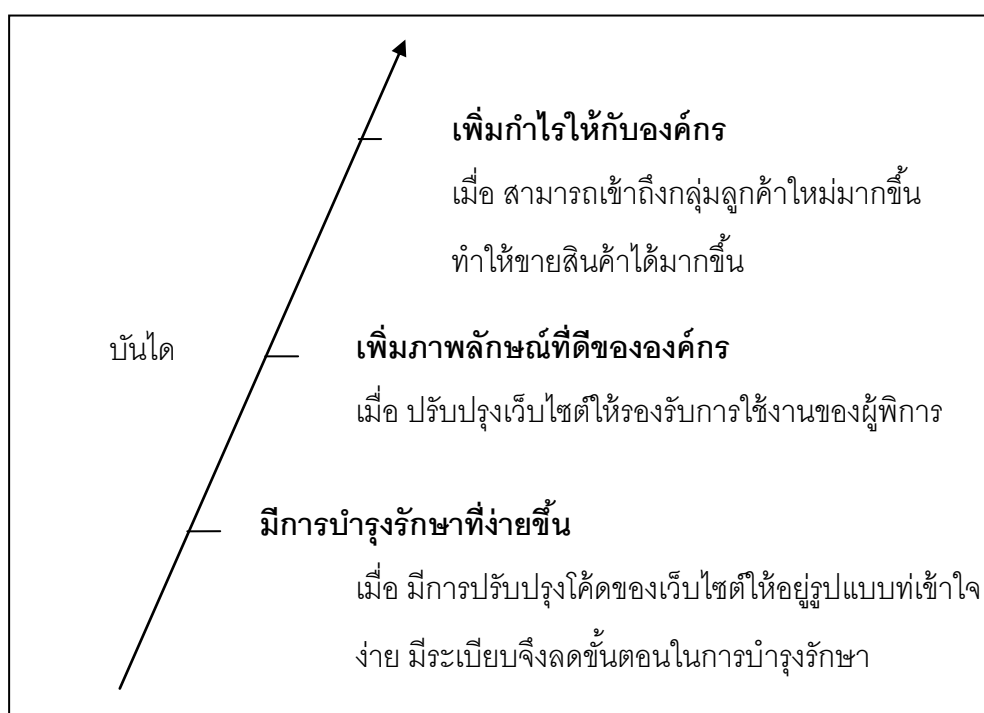 เพิ่มกำไรให้กับองค์กร
เมื่อ สามารถเข้าถึงกลุ่มลูกค้าใหม่มากขึ้น
ทำให้ขายสินค้าได้มากขึ้น
บันได
เพิ่มภาพลักษณ์ที่ดีขององค์กร
เมื่อ ปรับปรุงเว็บไซต์ให้รองรับการใช้งานของผู้พิการ
มีการบำรุงรักษาที่ง่ายขึ้น
เมื่อ มีการปรับปรุงโค้ดของเว็บไซต์ให้อยู่รูปแบบท่เข้าใจ
ง่าย มีระเบียบจึงลดขั้นตอนในการบำรุงรักษา